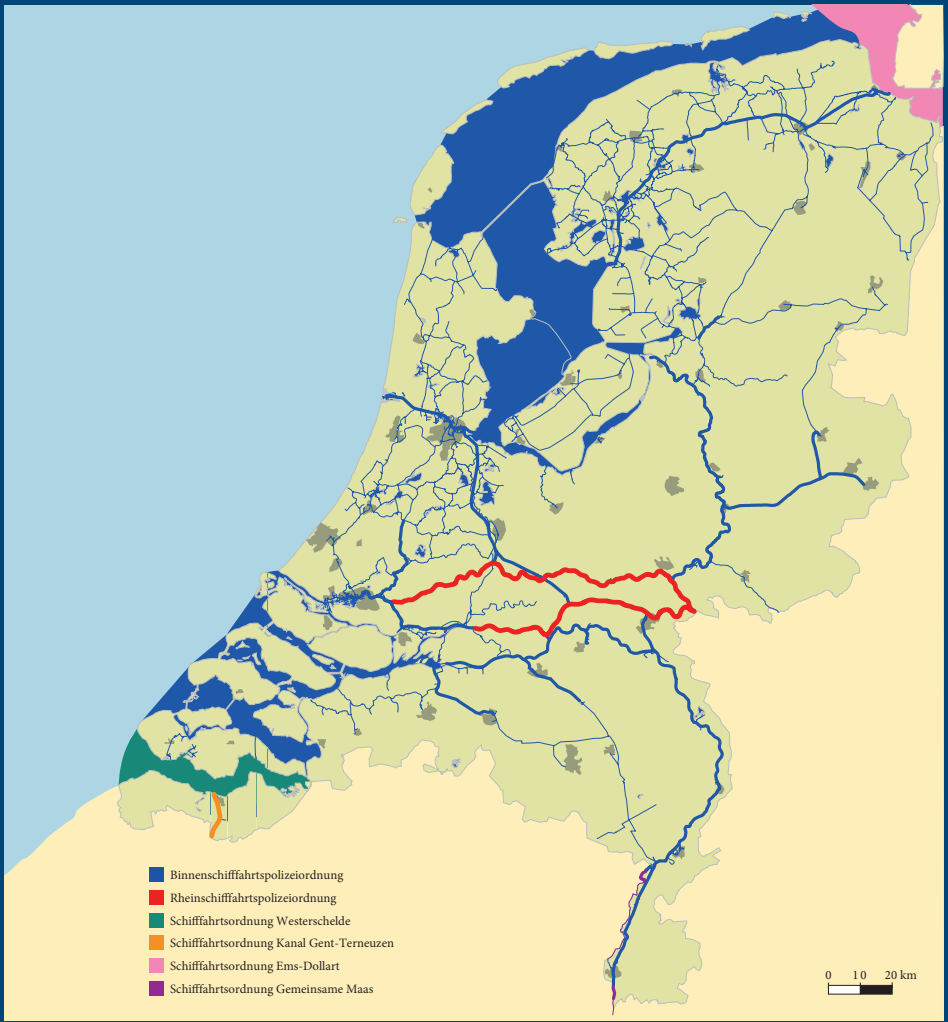 Binnenschifffahrtspolizeiordnung
Rheinschifffahrtspolizeiordnung
Schifffahrtsordnung Westerschelde
Schifffahrtsordnung Kanal Gent-Terneuzen
Schifffahrtsordnung Ems-Dollart
Schifffahrtsordnung Gemeinsame Maas
0 10 20 km